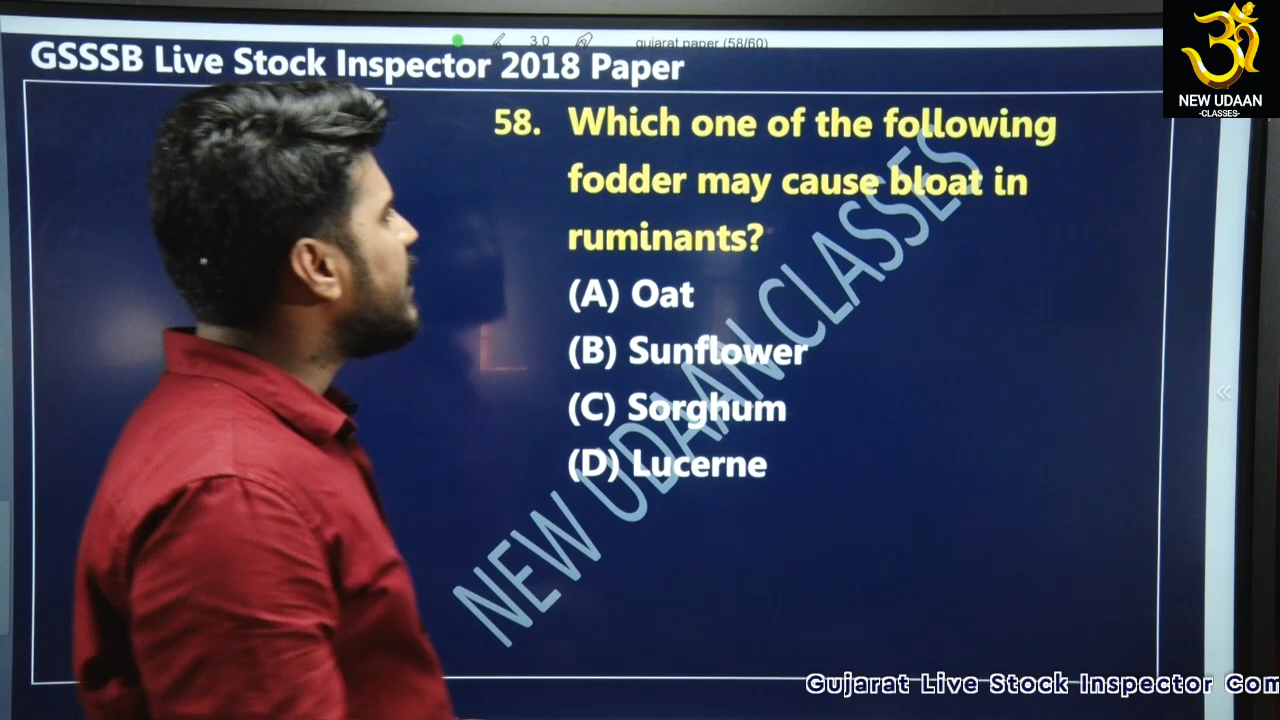 3.0 gujarat paper (58/60)
GSSSB Live Stock Inspector 2018 Paper
NEW UDAAN
-CLASSES-
58. Which one of the following
fodder may cause bloat in
ruminants?
(A) Oat
(B) Sunflower
(C) Sorghum
(D) Lucerne
NEW UDAAN CLASSES
Gujarat Live Stock Inspector Com